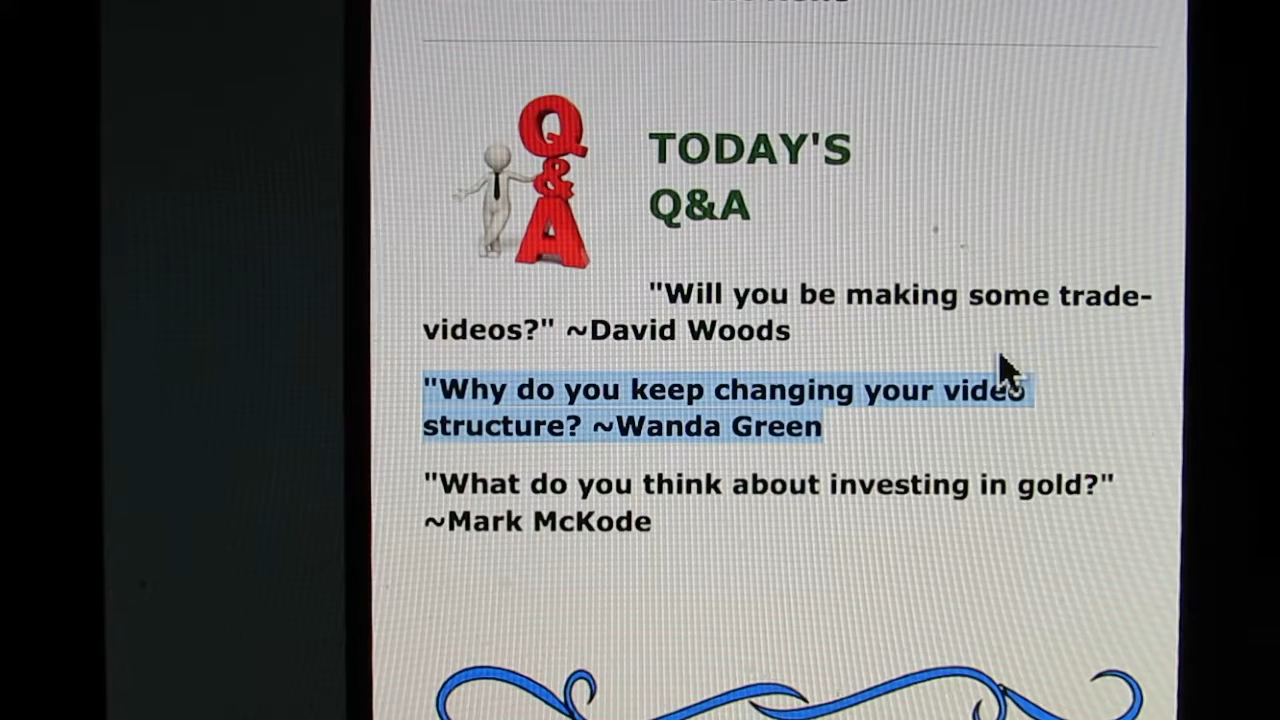 Q
&
A
TODAY'S
Q&A
"Will you be making some trade-
videos?" ~David Woods
"Why do you keep changing your video
structure? ~Wanda Green
"What do you think about investing in gold?"
~Mark McKode